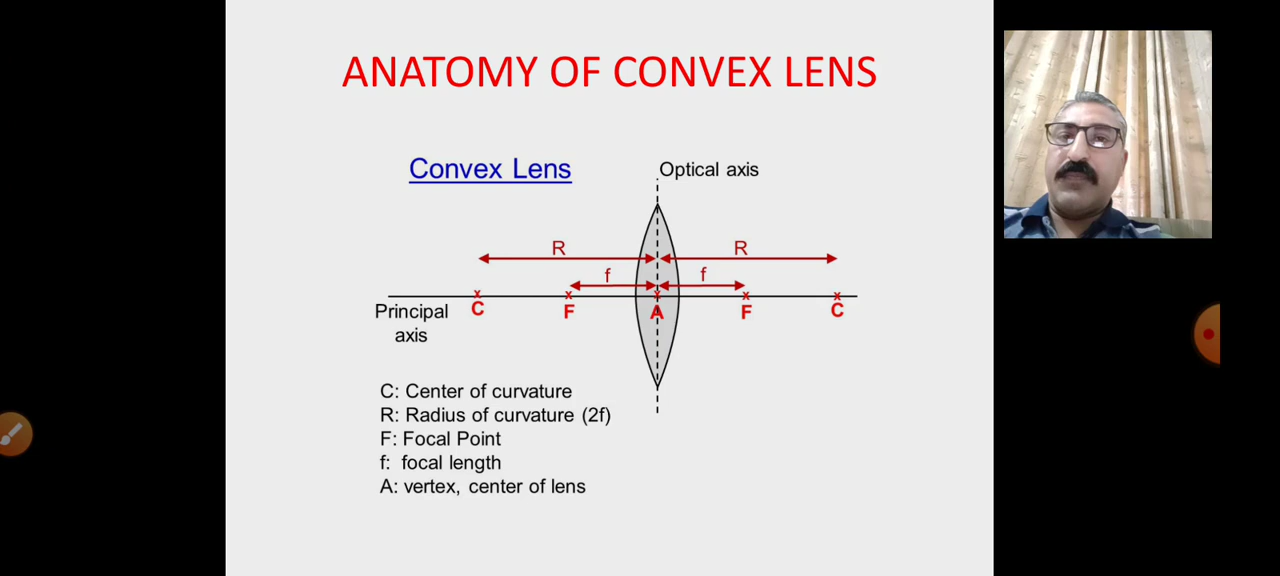 ANATOMY OF CONVEX LENS
Convex Lens
Optical axis
R
R
f
f
x x x x x
C F A F C
Principal
axis
C: Center of curvature
R: Radius of curvature (2f)
F: Focal Point
f: focal length
A: vertex, center of lens